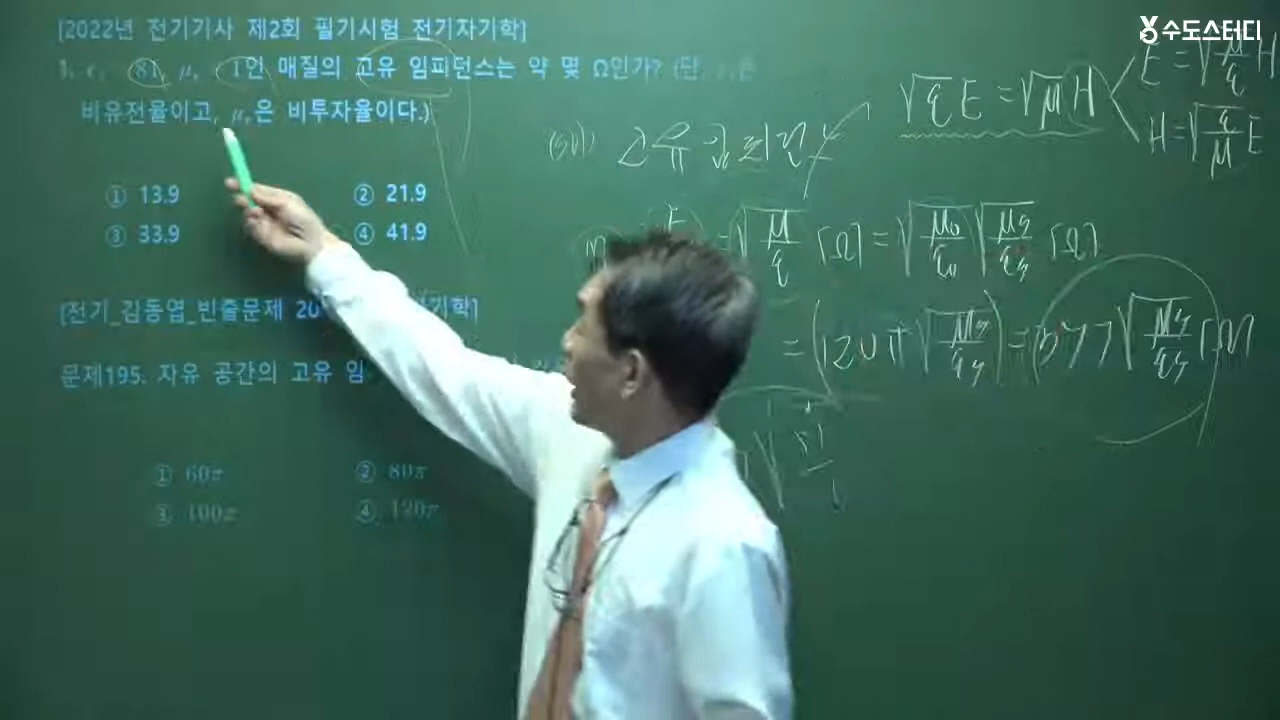 수도스터디
[2022년 전기기사 제2회 필기시험 전기자기학]
81, μ 1인 매질의 고유 임피던스는 약 몇 Ω인가? (단,
비유전율이고, μᵣ은 비투자율이다.)
① 13.9 ② 21.9
③ 33.9 ④ 41.9
[전기_김동엽_빈출문제 20 기학]
문제195. 자유 공간의 고유 임
① 60π ② 80π
③ 100π ④ 120π
sol) 고유임피던스
√ε E = √μ H
E = √(μ/ε) H
H = √(ε/μ) E
= √(μ/ε) [Ω] = √(μ₀/ε₀) √(μs/εs) [Ω]
= 120π √(μs/εs) = 377 √(μs/εs) [Ω]